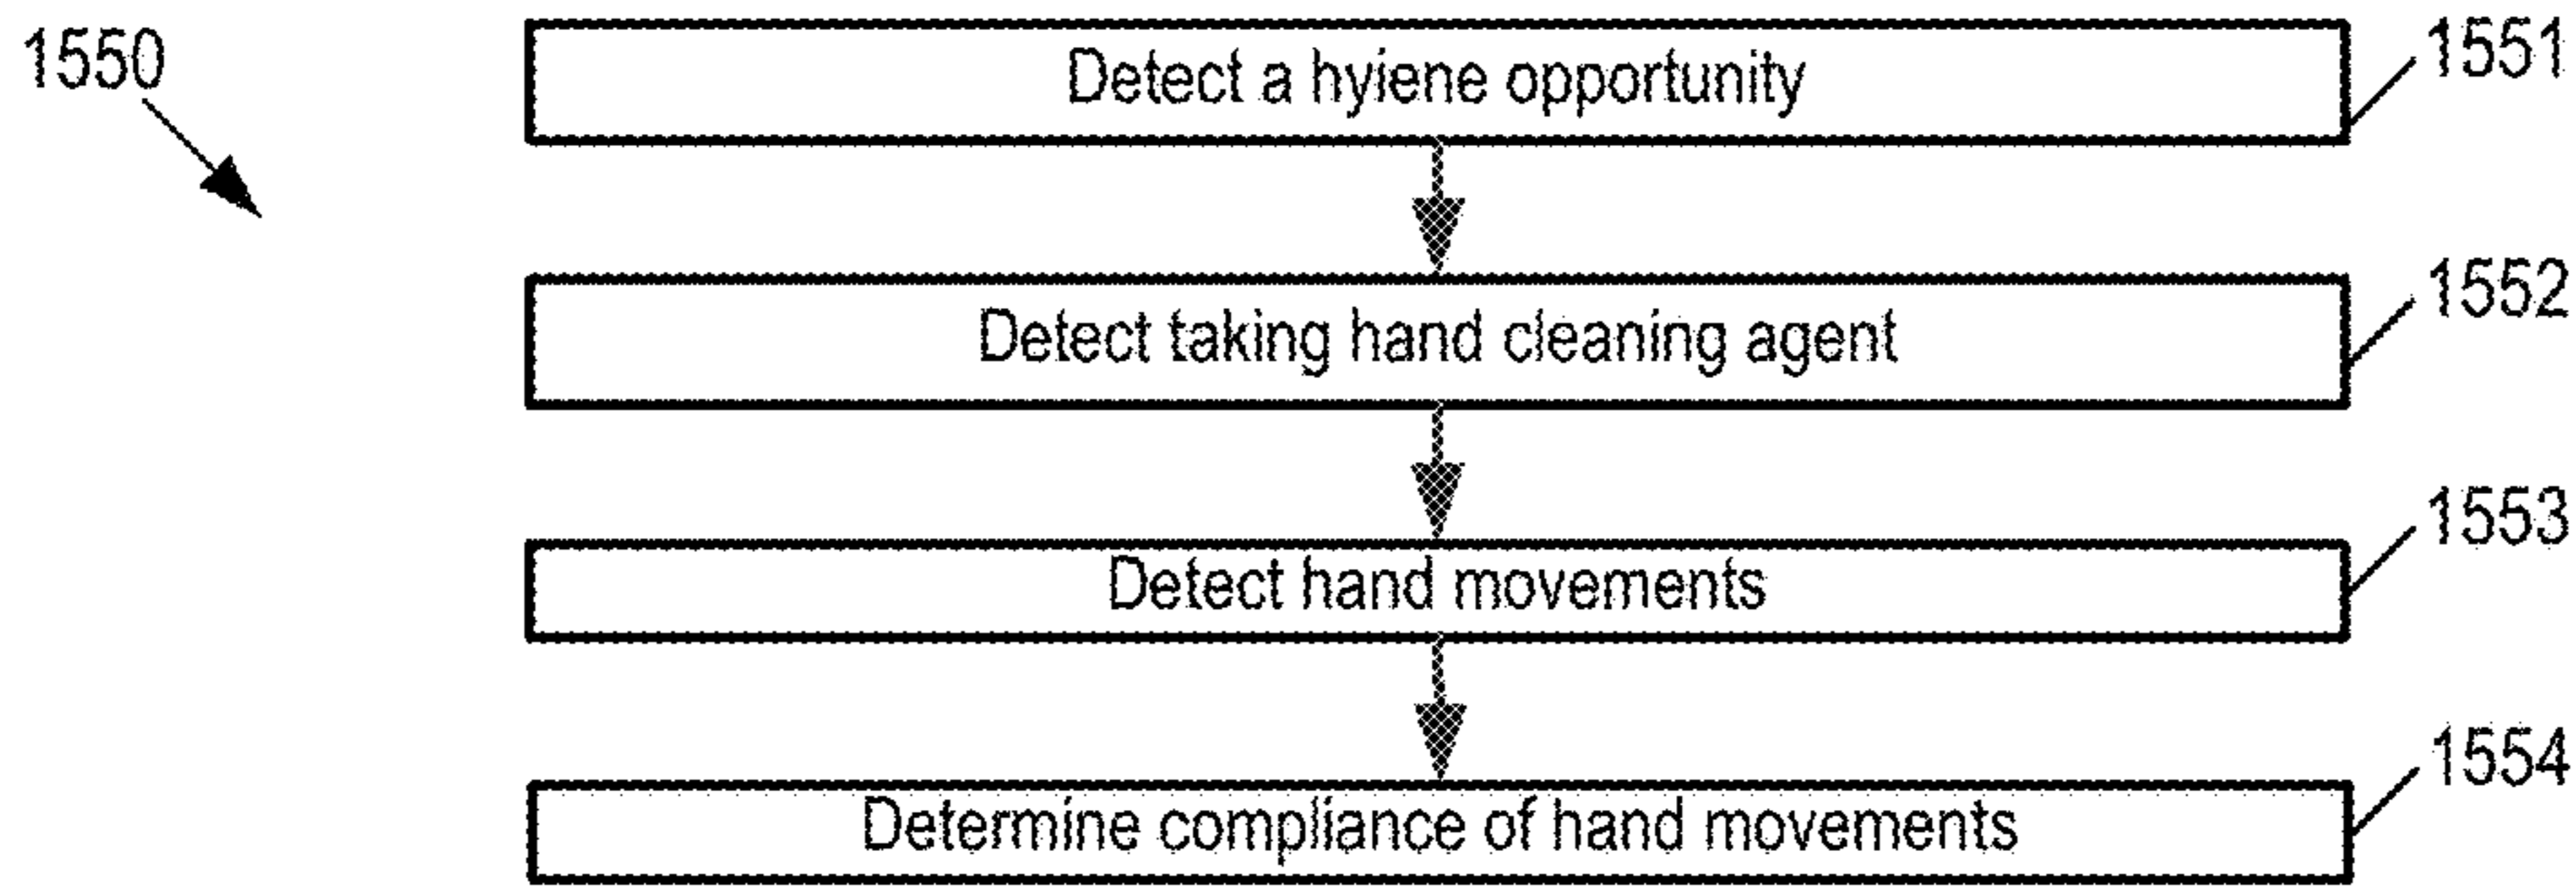 1550
Detect a hyiene opportunity
1551
Detect taking hand cleaning agent
1552
Detect hand movements
1553
Determine compliance of hand movements
1554